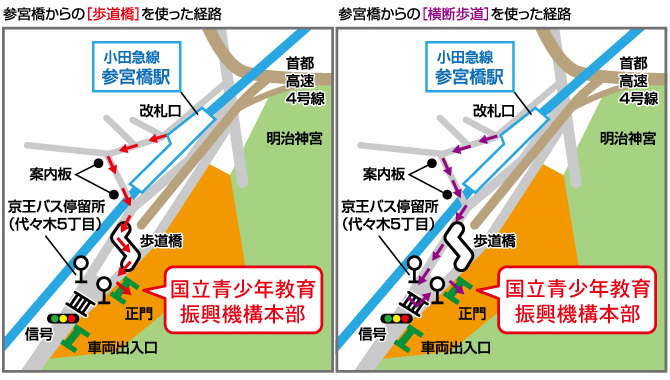 参宮橋からの[歩道橋]を使った経路
小田急線
参宮橋駅
首都
高速
4号線
改札口
明治神宮
案内板
京王バス停留所
(代々木5丁目)
歩道橋
国立青少年教育
振興機構本部
正門
信号
車両出入口
参宮橋からの[横断歩道]を使った経路
小田急線
参宮橋駅
首都
高速
4号線
改札口
明治神宮
案内板
京王バス停留所
(代々木5丁目)
歩道橋
国立青少年教育
振興機構本部
正門
信号
車両出入口